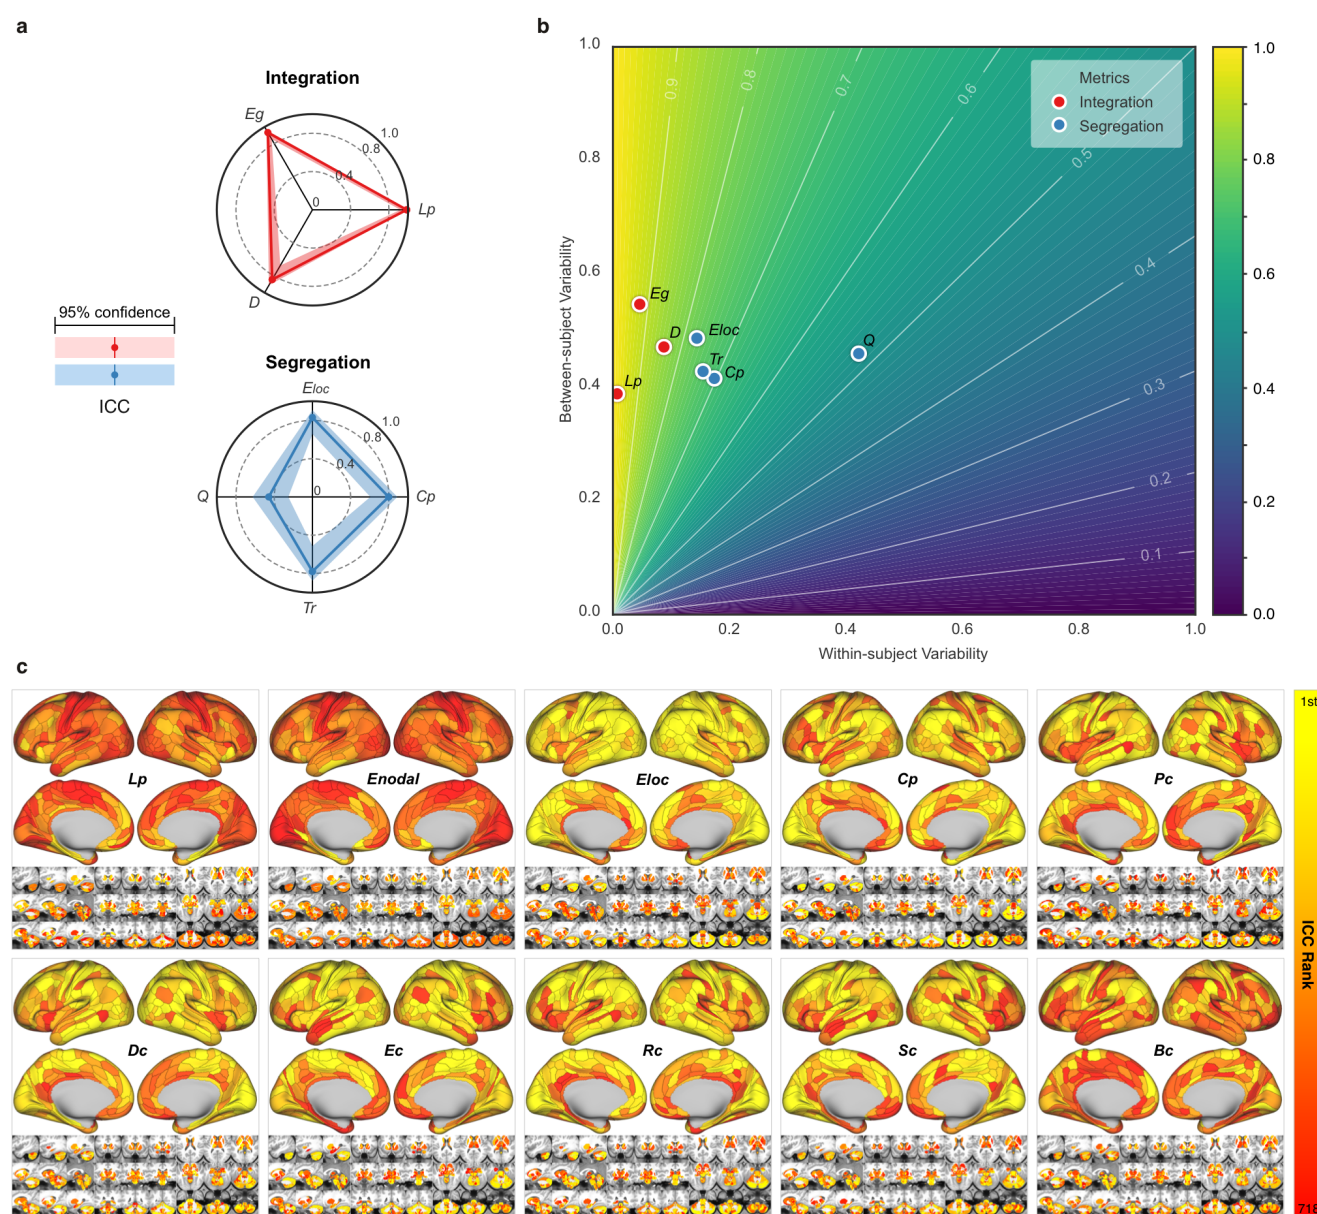 a
Integration
Eg
1.0
0.8
0.4
0
Lp
D
95% confidence
ICC
Segregation
Eloc
1.0
0.8
0.4
0
Q
Cp
Tr
b
1.0
0.8
0.6
0.4
0.2
0.0
Between-subject Variability
0.0
0.2
0.4
0.6
0.8
1.0
Within-subject Variability
0.9
0.8
0.7
0.6
0.5
0.4
0.3
0.2
0.1
Metrics
Integration
Segregation
Eg
D
Eloc
Tr
Cp
Lp
Q
1.0
0.8
0.6
0.4
0.2
0.0
c
Lp
Enodal
Eloc
Cp
Pc
Dc
Ec
Rc
Sc
Bc
1st
ICC Rank
718